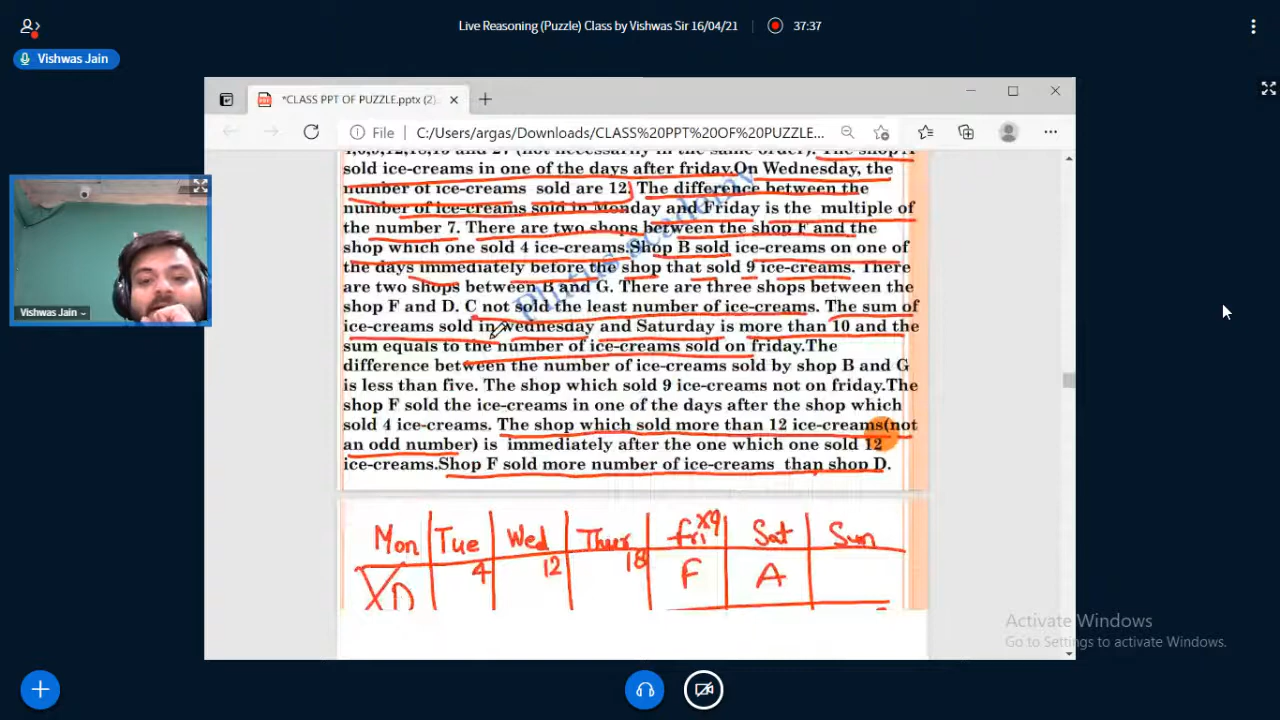 Live Reasoning (Puzzle) Class by Vishwas Sir 16/04/21
37:37
Vishwas Jain
*CLASS PPT OF PUZZLE.pptx (2).
File
C:/Users/argas/Downloads/CLASS%20PPT%20OF%20PUZZLE...
(not necessarily in the same order). The shop A
sold ice-creams in one of the days after friday.On Wednesday, the
number of ice-creams sold are 12. The difference between the
number of ice-creams sold in Monday and Friday is the multiple of
the number 7. There are two shops between the shop F and the
shop which one sold 4 ice-creams.Shop B sold ice-creams on one of
the days immediately before the shop that sold 9 ice-creams. There
are two shops between B and G. There are three shops between the
shop F and D. C not sold the least number of ice-creams. The sum of
ice-creams sold in wednesday and Saturday is more than 10 and the
sum equals to the number of ice-creams sold on friday.The
difference between the number of ice-creams sold by shop B and G
is less than five. The shop which sold 9 ice-creams not on friday.The
shop F sold the ice-creams in one of the days after the shop which
sold 4 ice-creams. The shop which sold more than 12 ice-creams(not
an odd number) is immediately after the one which one sold 12
ice-creams.Shop F sold more number of ice-creams than shop D.
academy
Mon Tue Wed Thur fri x9 Sat Sun
D 4 12 18 F A
Vishwas Jain
Activate Windows
Go to Settings to activate Windows.